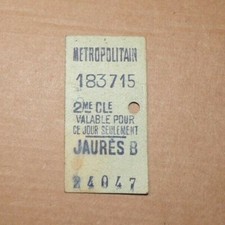 METROPOLITAIN
183715
2ME CLE
VALABLE POUR
CE JOUR SEULEMENT
JAURÈS B
24047